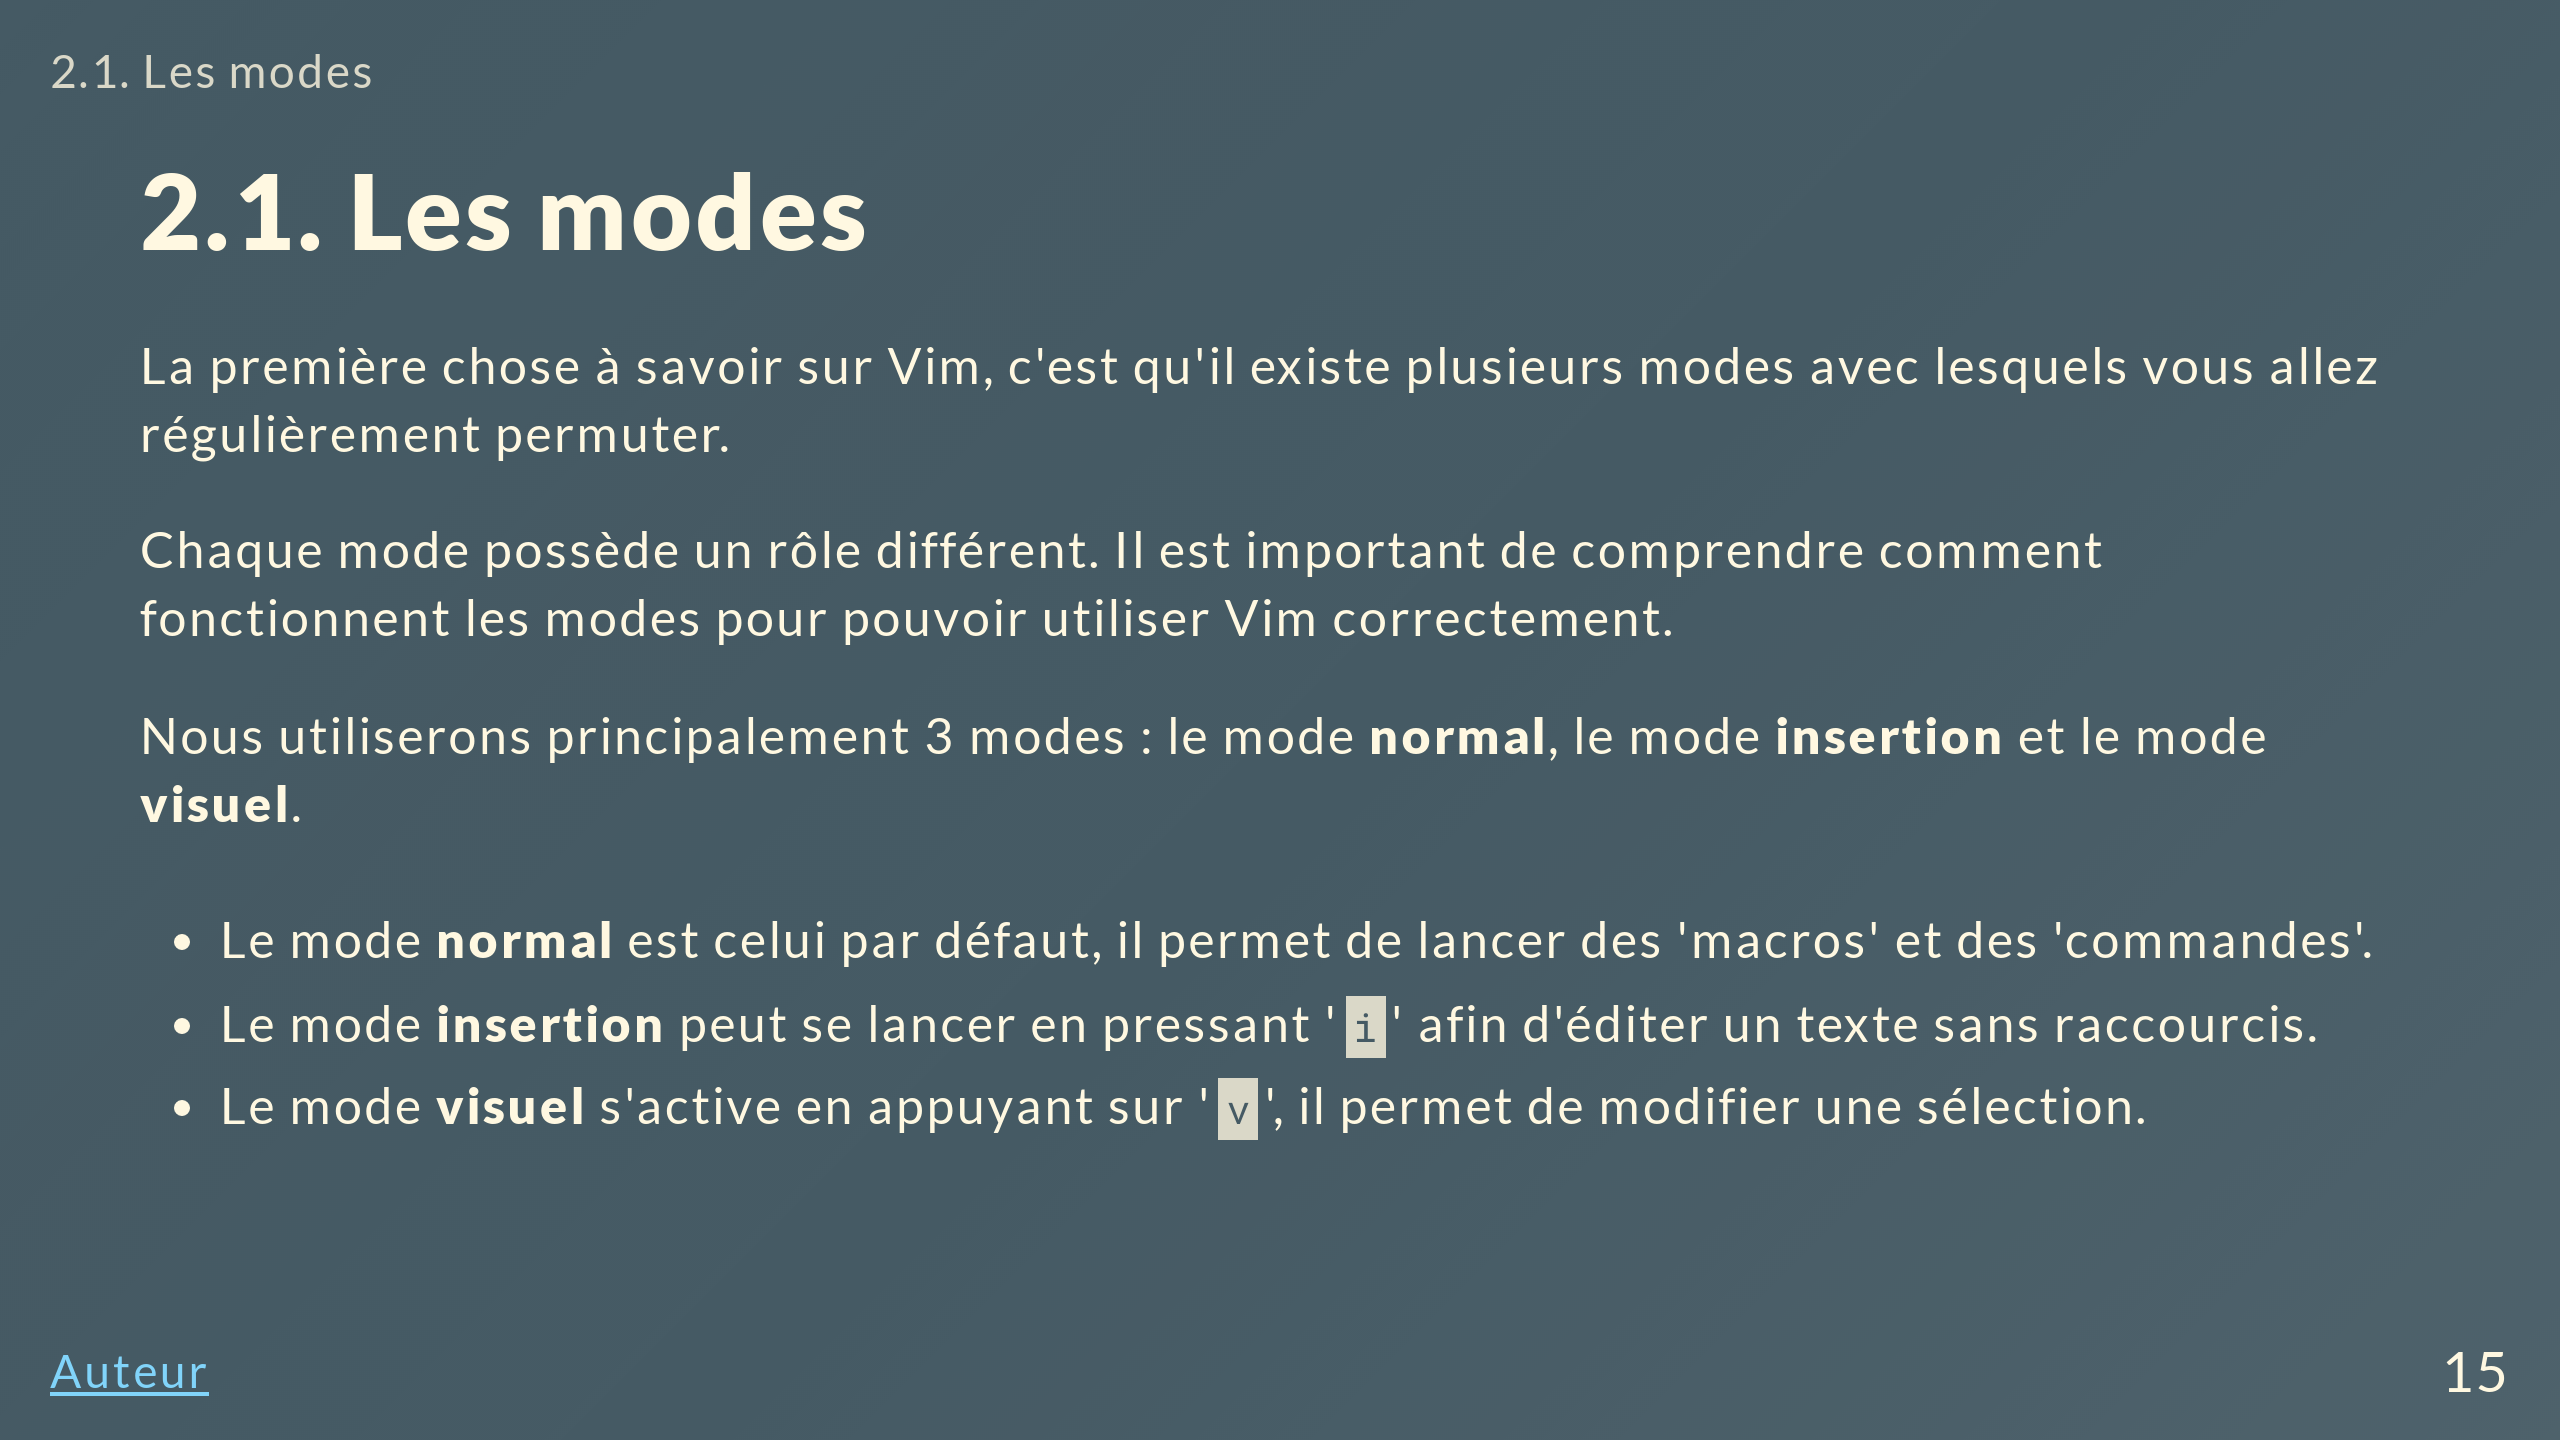 2.1. Les modes
2.1. Les modes
La première chose à savoir sur Vim, c'est qu'il existe plusieurs modes avec lesquels vous allez
régulièrement permuter.
Chaque mode possède un rôle différent. Il est important de comprendre comment
fonctionnent les modes pour pouvoir utiliser Vim correctement.
Nous utiliserons principalement 3 modes : le mode normal, le mode insertion et le mode
visuel.
• Le mode normal est celui par défaut, il permet de lancer des 'macros' et des 'commandes'.
• Le mode insertion peut se lancer en pressant 'i' afin d'éditer un texte sans raccourcis.
• Le mode visuel s'active en appuyant sur 'v', il permet de modifier une sélection.
Auteur
15